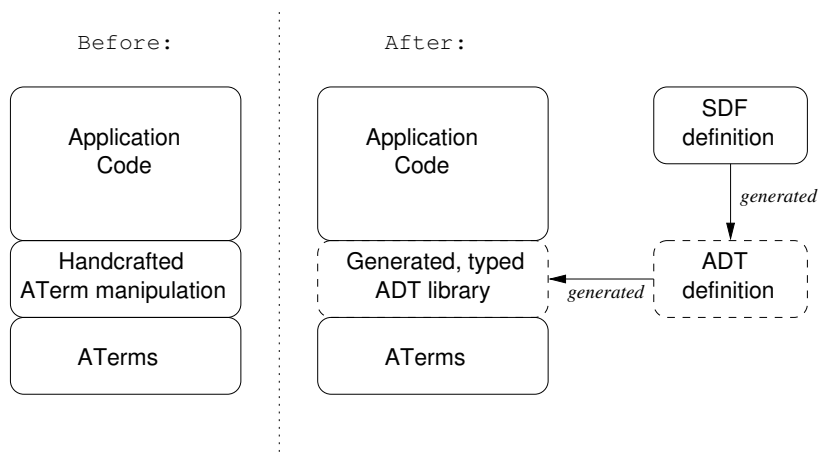 Before:
After:
Application
Code
Handcrafted
ATerm manipulation
ATerms
Application
Code
Generated, typed
ADT library
ATerms
SDF
definition
generated
ADT
definition
generated